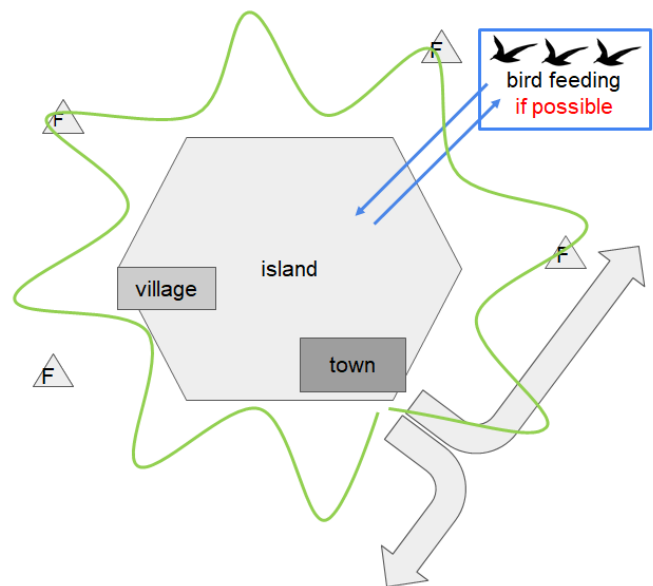 F
bird feeding
if possible
F
F
island
village
town
F